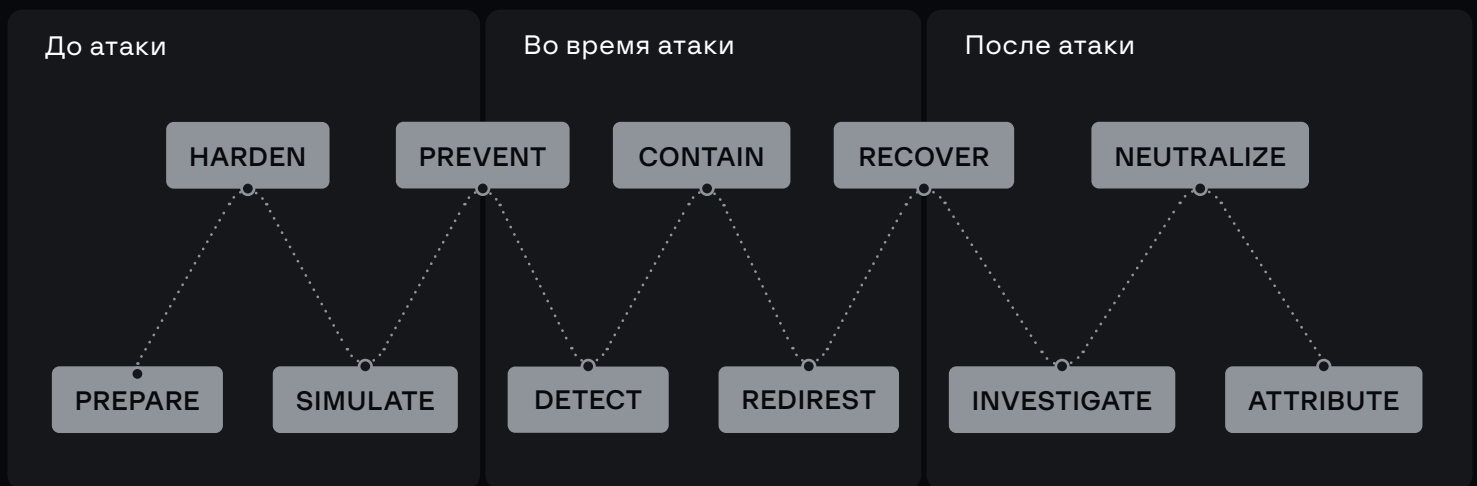 До атаки
Во время атаки
После атаки
HARDEN
PREVENT
CONTAIN
RECOVER
NEUTRALIZE
PREPARE
SIMULATE
DETECT
REDIREST
INVESTIGATE
ATTRIBUTE